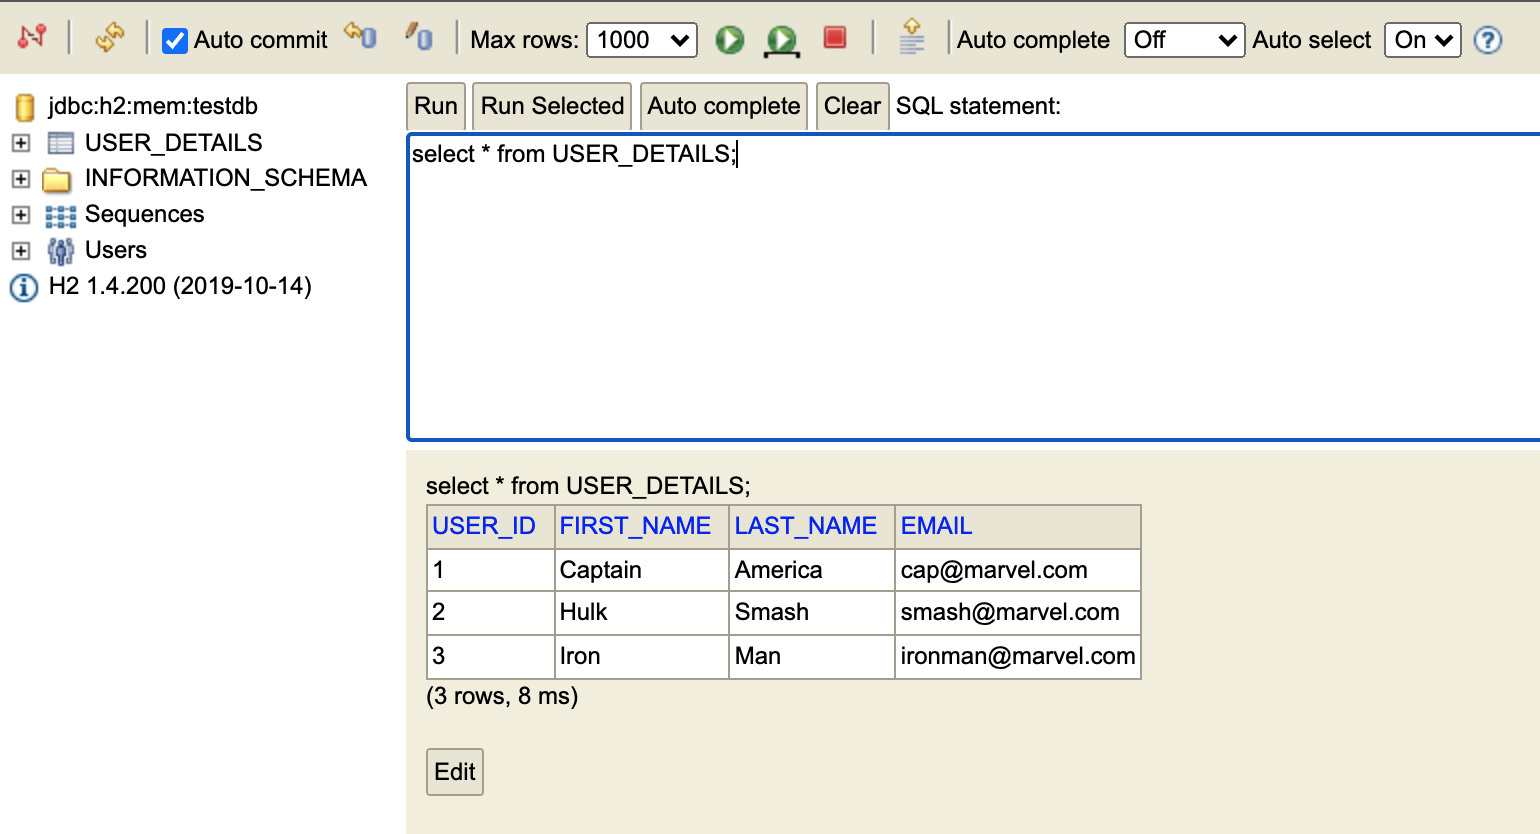 Auto commit Max rows: 1000 Auto complete Off Auto select On ?
jdbc:h2:mem:testdb
USER_DETAILS
INFORMATION_SCHEMA
Sequences
Users
H2 1.4.200 (2019-10-14)
Run Run Selected Auto complete Clear SQL statement:
select * from USER_DETAILS;
select * from USER_DETAILS;
USER_ID FIRST_NAME LAST_NAME EMAIL
1 Captain America cap@marvel.com
2 Hulk Smash smash@marvel.com
3 Iron Man ironman@marvel.com
(3 rows, 8 ms)
Edit